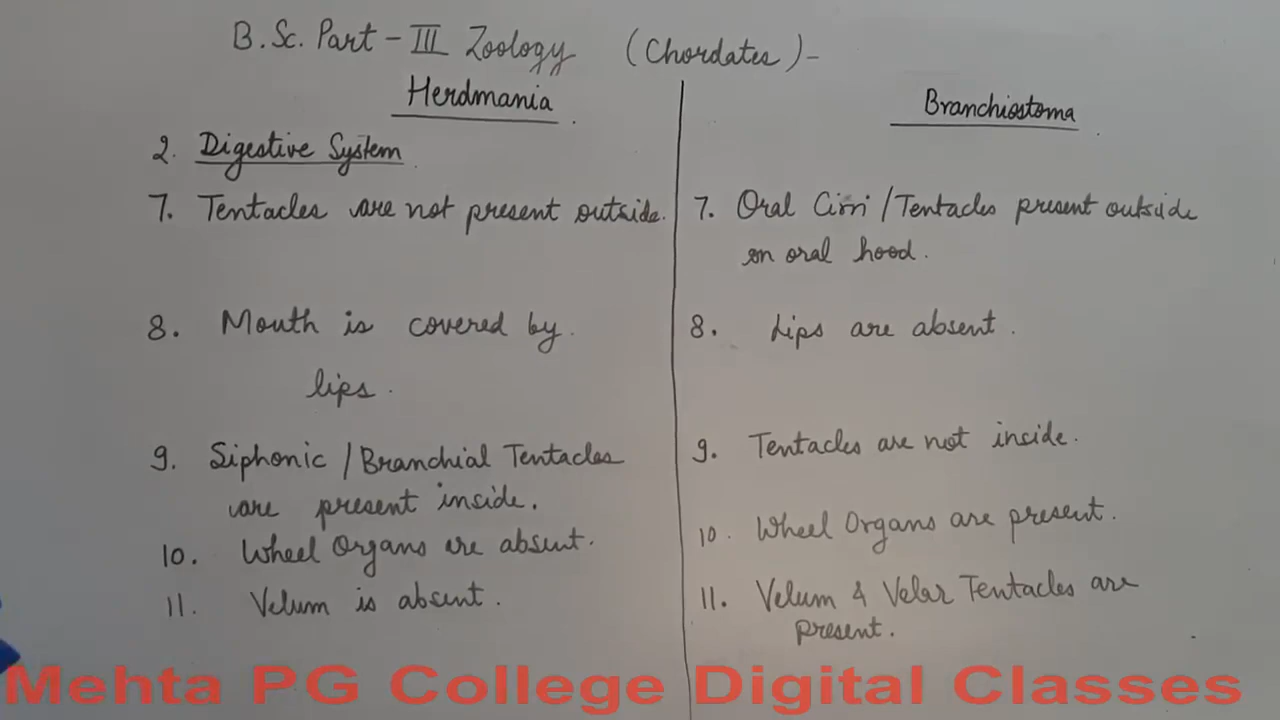 B.Sc. Part - III Zoology (Chordates) -
Herdmania
Branchiostoma
2. Digestive System
7. Tentacles are not present outside.
7. Oral Cirri / Tentacles present outside
on oral hood.
8. Mouth is covered by
lips.
8. Lips are absent.
9. Siphonic / Branchial Tentacles
are present inside.
9. Tentacles are not inside.
10. Wheel Organs are absent.
10. Wheel Organs are present.
11. Velum is absent.
11. Velum & Velar Tentacles are
present.
Mehta PG College Digital Classes